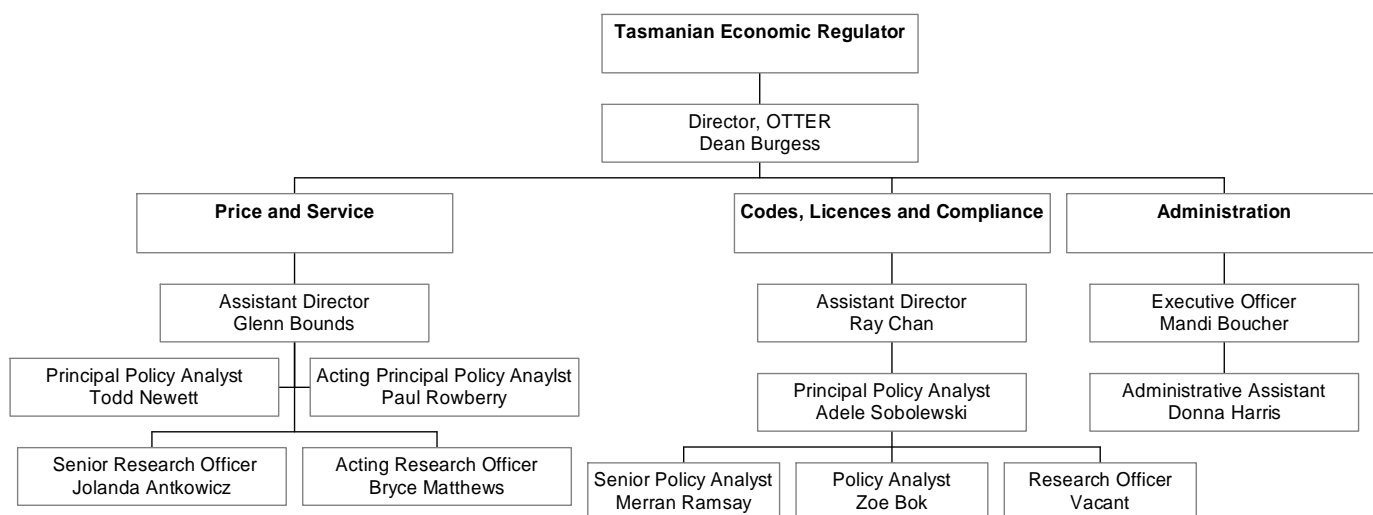 Tasmanian Economic Regulator
Director, OTTER
Dean Burgess
Price and Service
Codes, Licences and Compliance
Administration
Assistant Director
Glenn Bounds
Assistant Director
Ray Chan
Executive Officer
Mandi Boucher
Principal Policy Analyst
Todd Newett
Acting Principal Policy Anaylst
Paul Rowberry
Principal Policy Analyst
Adele Sobolewski
Administrative Assistant
Donna Harris
Senior Research Officer
Jolanda Antkowicz
Acting Research Officer
Bryce Matthews
Senior Policy Analyst
Merran Ramsay
Policy Analyst
Zoe Bok
Research Officer
Vacant